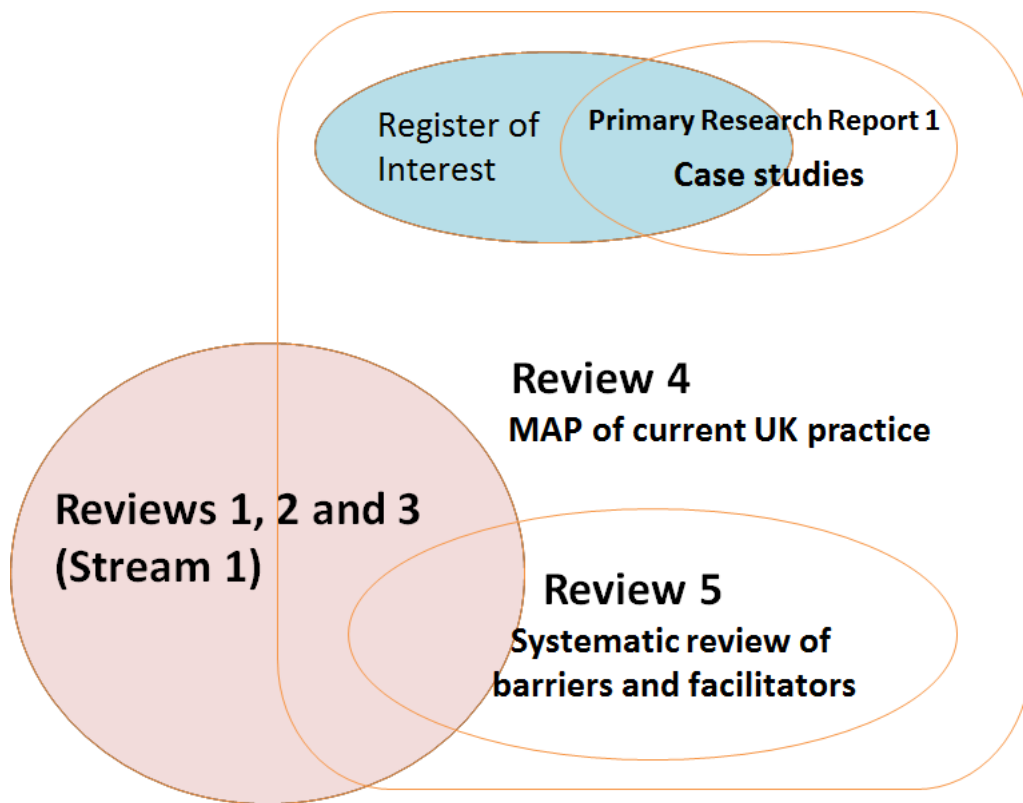 Register of
Interest
Primary Research Report 1
Case studies
Review 4
MAP of current UK practice
Reviews 1, 2 and 3
(Stream 1)
Review 5
Systematic review of
barriers and facilitators